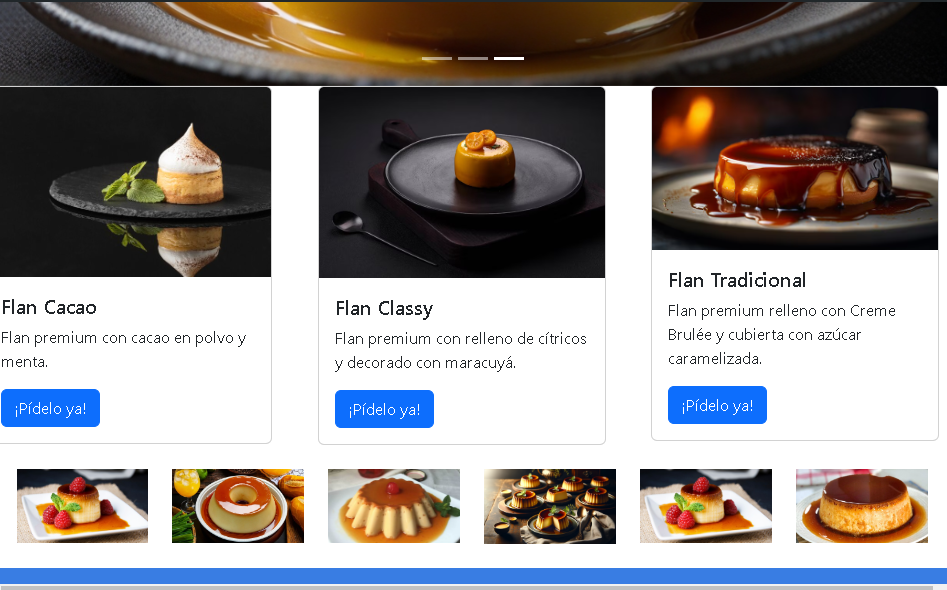 Flan Cacao
Flan premium con cacao en polvo y
menta.
¡Pídelo ya!
Flan Classy
Flan premium con relleno de cítricos
y decorado con maracuyá.
¡Pídelo ya!
Flan Tradicional
Flan premium relleno con Creme
Brulée y cubierta con azúcar
caramelizada.
¡Pídelo ya!